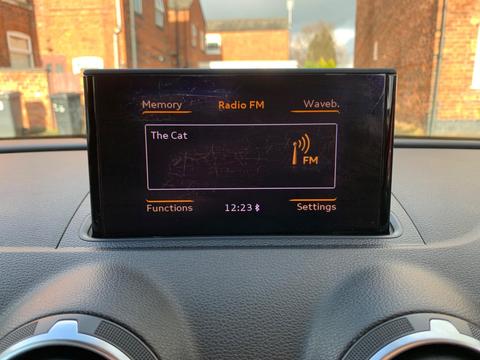 Memory Radio FM Waveb.
The Cat
FM
Functions 12:23 Settings